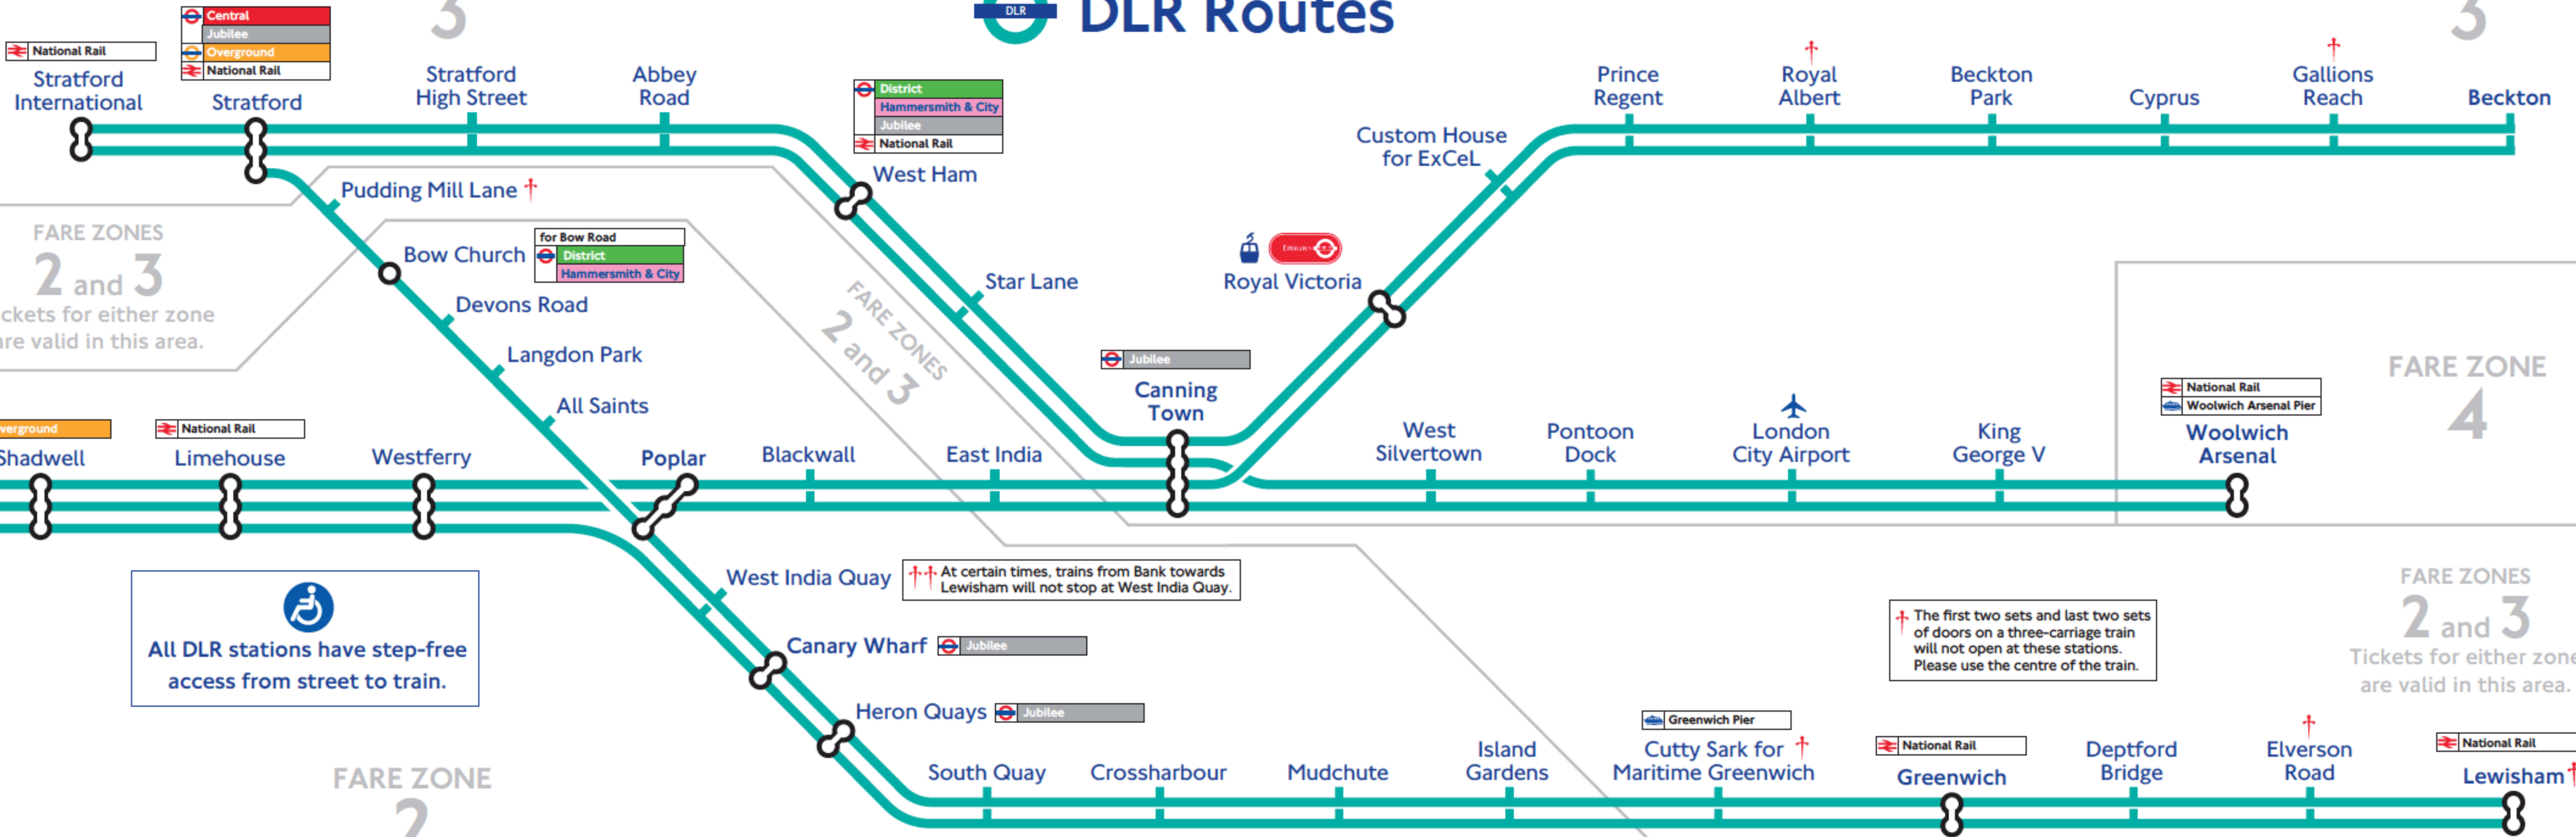 DLR
DLR Routes
3
3
Central
Jubilee
Overground
National Rail
National Rail
Stratford
International
Stratford
Stratford
High Street
Abbey
Road
District
Hammersmith & City
Jubilee
National Rail
West Ham
Prince
Regent
Royal
Albert
Beckton
Park
Cyprus
Gallions
Reach
Beckton
Custom House
for ExCeL
Pudding Mill Lane
FARE ZONES
2 and 3
ickets for either zone
are valid in this area.
Bow Church
for Bow Road
District
Hammersmith & City
Devons Road
Langdon Park
All Saints
Star Lane
FARE ZONES
2 and 3
Royal Victoria
Jubilee
Canning
Town
FARE ZONE
4
National Rail
Woolwich Arsenal Pier
Woolwich
Arsenal
verground
Shadwell
National Rail
Limehouse
Westferry
Poplar
Blackwall
East India
West
Silvertown
Pontoon
Dock
London
City Airport
King
George V
West India Quay
At certain times, trains from Bank towards
Lewisham will not stop at West India Quay.
All DLR stations have step-free
access from street to train.
Canary Wharf
Jubilee
Heron Quays
Jubilee
The first two sets and last two sets
of doors on a three-carriage train
will not open at these stations.
Please use the centre of the train.
FARE ZONES
2 and 3
Tickets for either zone
are valid in this area.
FARE ZONE
2
South Quay
Crossharbour
Mudchute
Island
Gardens
Greenwich Pier
Cutty Sark for
Maritime Greenwich
National Rail
Greenwich
Deptford
Bridge
Elverson
Road
National Rail
Lewisham